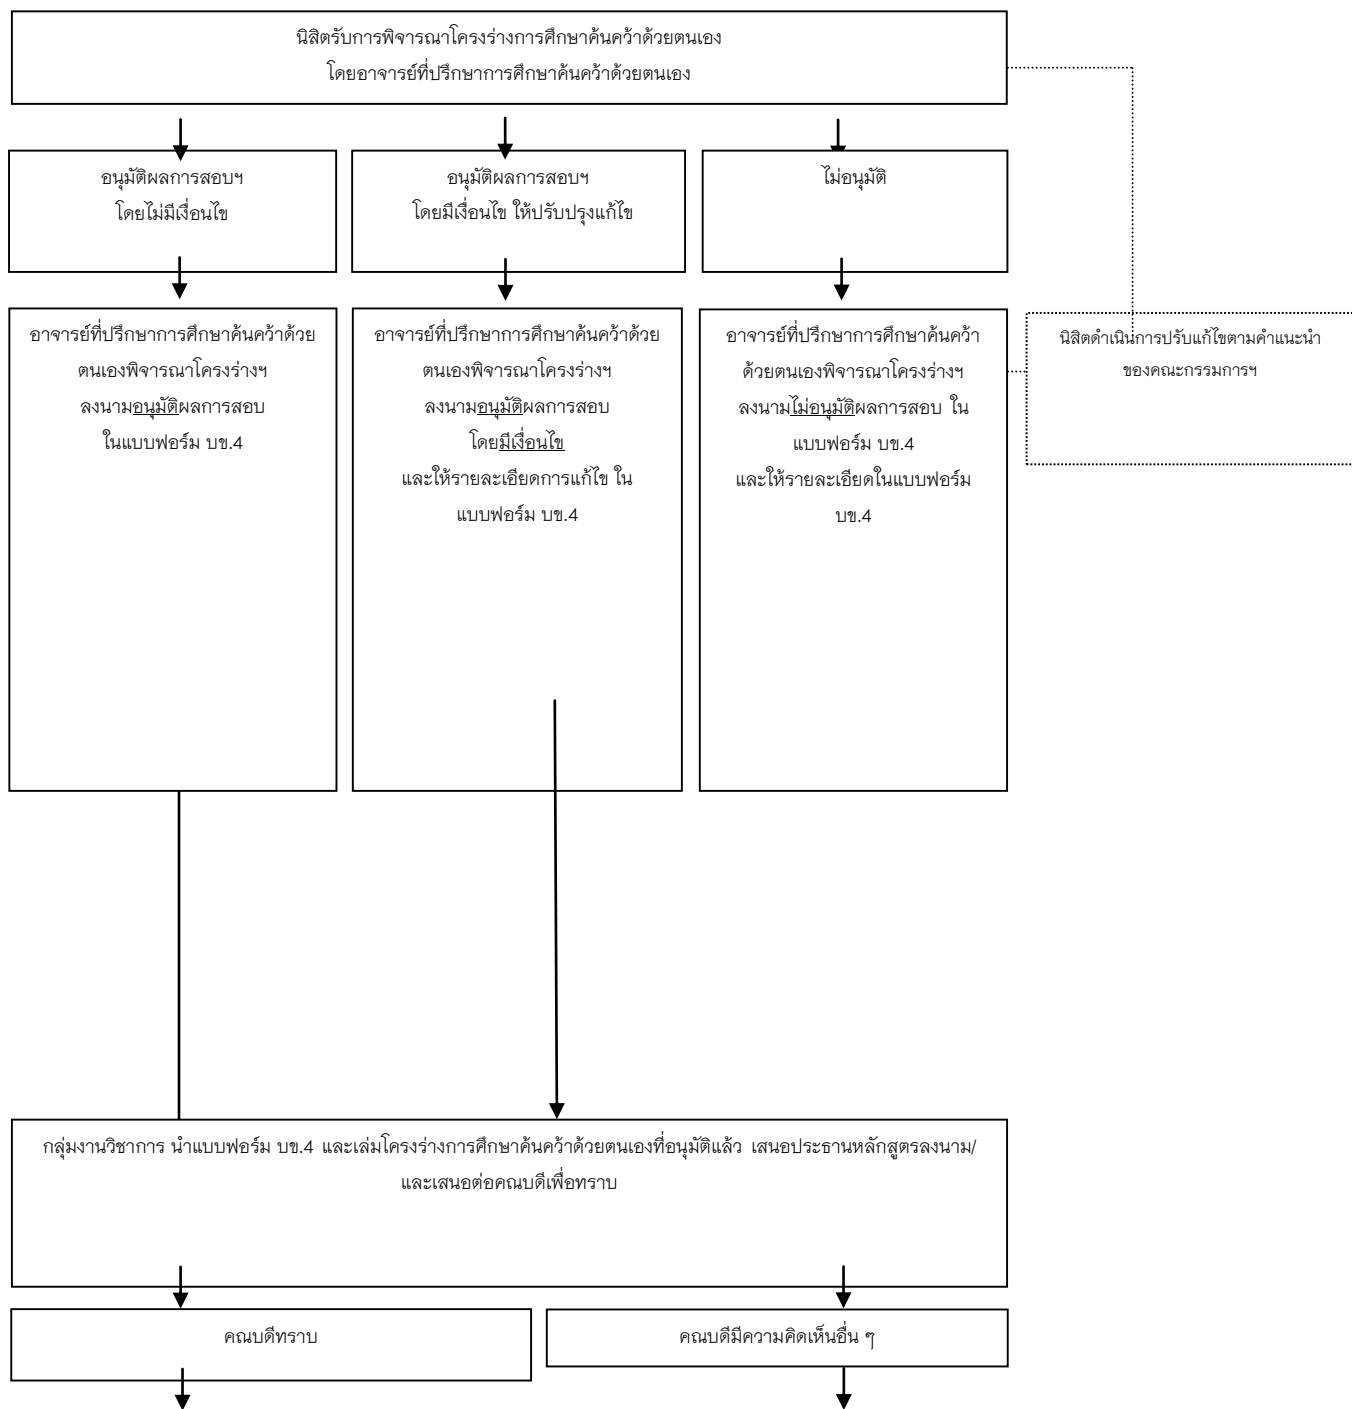 นิสิตรับการพิจารณาโครงร่างการศึกษาค้นคว้าด้วยตนเอง
โดยอาจารย์ที่ปรึกษาการศึกษาค้นคว้าด้วยตนเอง
อนุมัติผลการสอบฯ
โดยไม่มีเงื่อนไข
อนุมัติผลการสอบฯ
โดยมีเงื่อนไข ให้ปรับปรุงแก้ไข
ไม่อนุมัติ
อาจารย์ที่ปรึกษาการศึกษาค้นคว้าด้วย
ตนเองพิจารณาโครงร่างฯ
ลงนามอนุมัติผลการสอบ
ในแบบฟอร์ม บข.4
อาจารย์ที่ปรึกษาการศึกษาค้นคว้าด้วย
ตนเองพิจารณาโครงร่างฯ
ลงนามอนุมัติผลการสอบ
โดยมีเงื่อนไข
และให้รายละเอียดการแก้ไข ใน
แบบฟอร์ม บข.4
อาจารย์ที่ปรึกษาการศึกษาค้นคว้า
ด้วยตนเองพิจารณาโครงร่างฯ
ลงนามไม่อนุมัติผลการสอบ ใน
แบบฟอร์ม บข.4
และให้รายละเอียดในแบบฟอร์ม
บข.4
นิสิตดำเนินการปรับแก้ไขตามคำแนะนำ
ของคณะกรรมการฯ
กลุ่มงานวิชาการ นำแบบฟอร์ม บข.4 และเล่มโครงร่างการศึกษาค้นคว้าด้วยตนเองที่อนุมัติแล้ว เสนอประธานหลักสูตรลงนาม/
และเสนอต่อคณบดีเพื่อทราบ
คณบดีทราบ
คณบดีมีความคิดเห็นอื่น ๆ